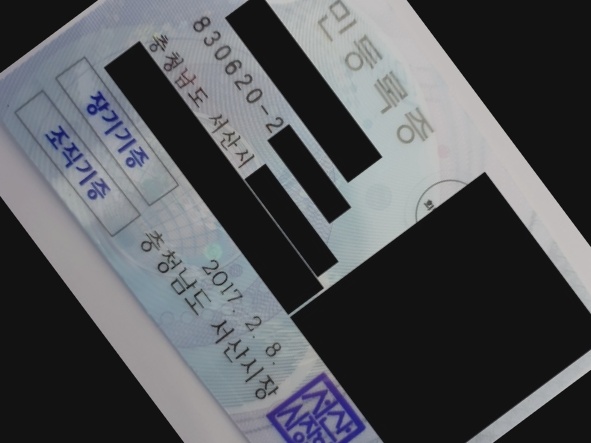 민등록증
830620-2
충청남도 서산시
장기기증
조직기증
2017. 2. 8.
충청남도 서산시장